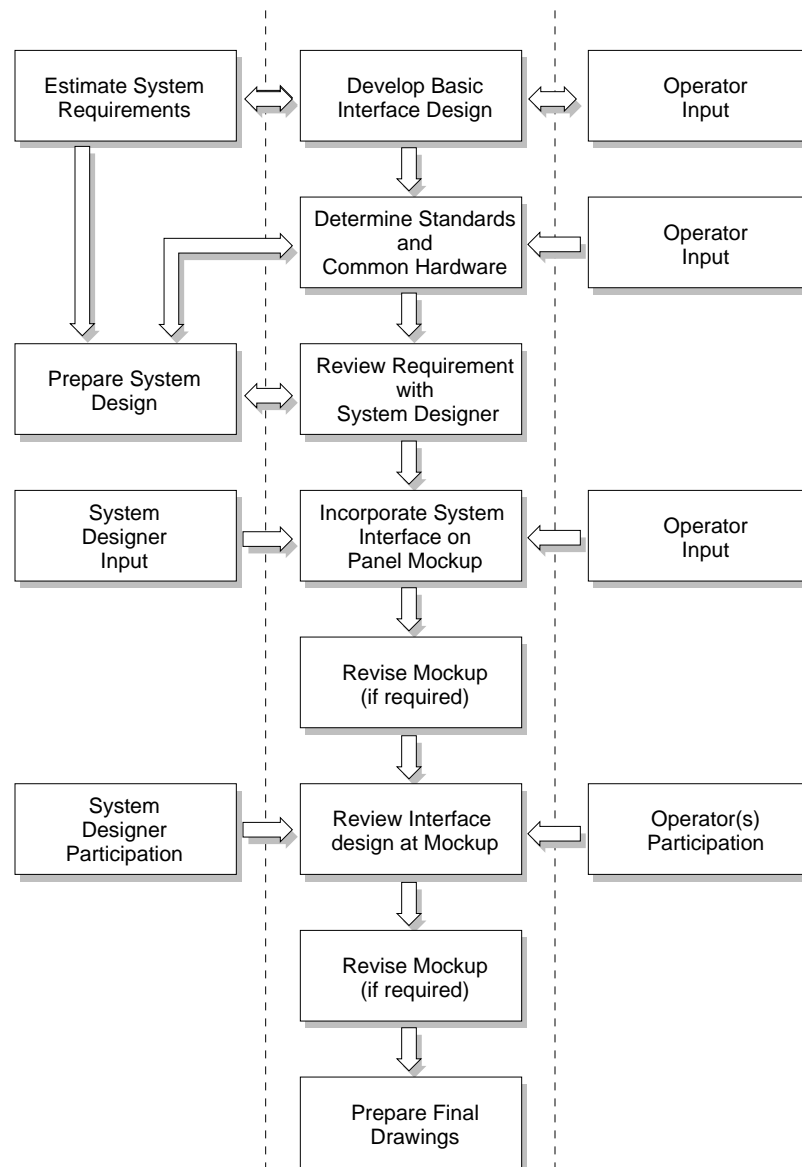 Estimate System
Requirements
Develop Basic
Interface Design
Operator
Input
Determine Standards
and
Common Hardware
Operator
Input
Prepare System
Design
Review Requirement
with
System Designer
System
Designer
Input
Incorporate System
Interface on
Panel Mockup
Operator
Input
Revise Mockup
(if required)
System
Designer
Participation
Review Interface
design at Mockup
Operator(s)
Participation
Revise Mockup
(if required)
Prepare Final
Drawings